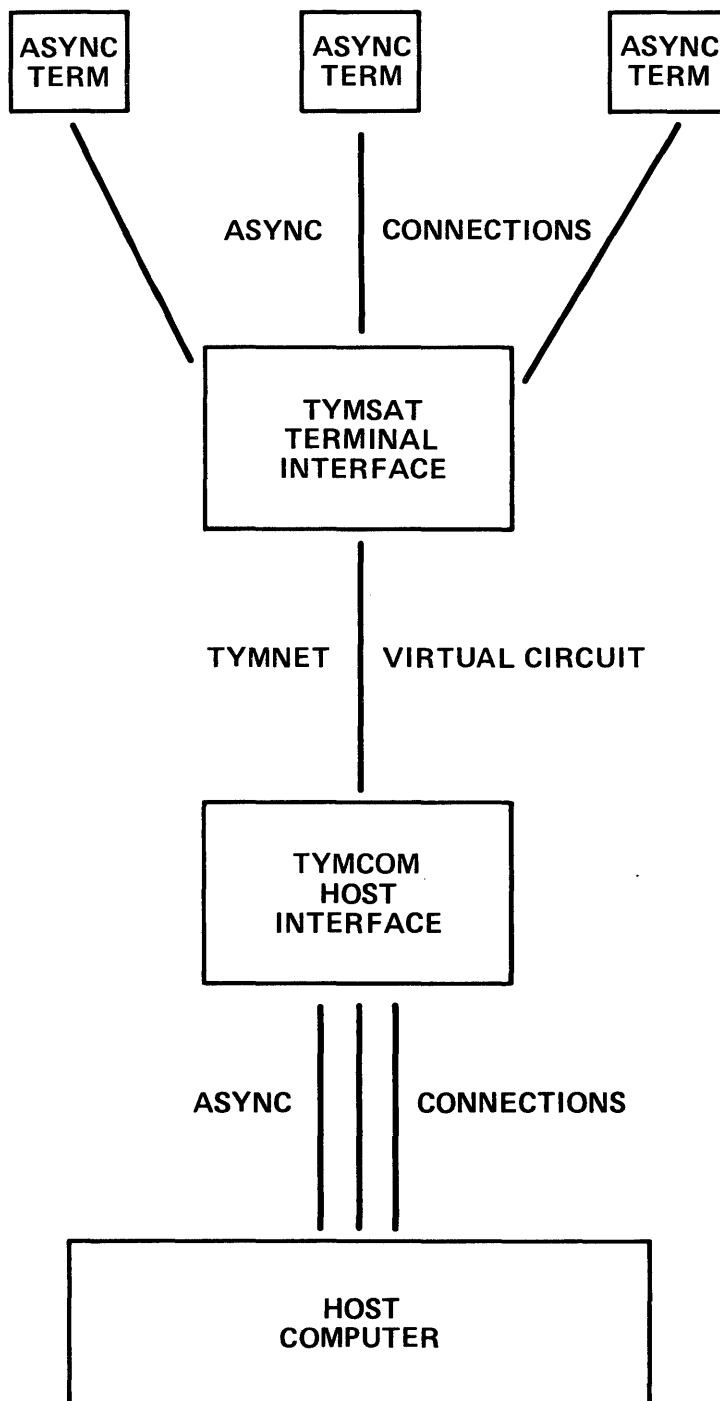 ASYNC
TERM
ASYNC
TERM
ASYNC
TERM
ASYNC CONNECTIONS
TYMSAT
TERMINAL
INTERFACE
TYMNET VIRTUAL CIRCUIT
TYMCOM
HOST
INTERFACE
ASYNC CONNECTIONS
HOST
COMPUTER